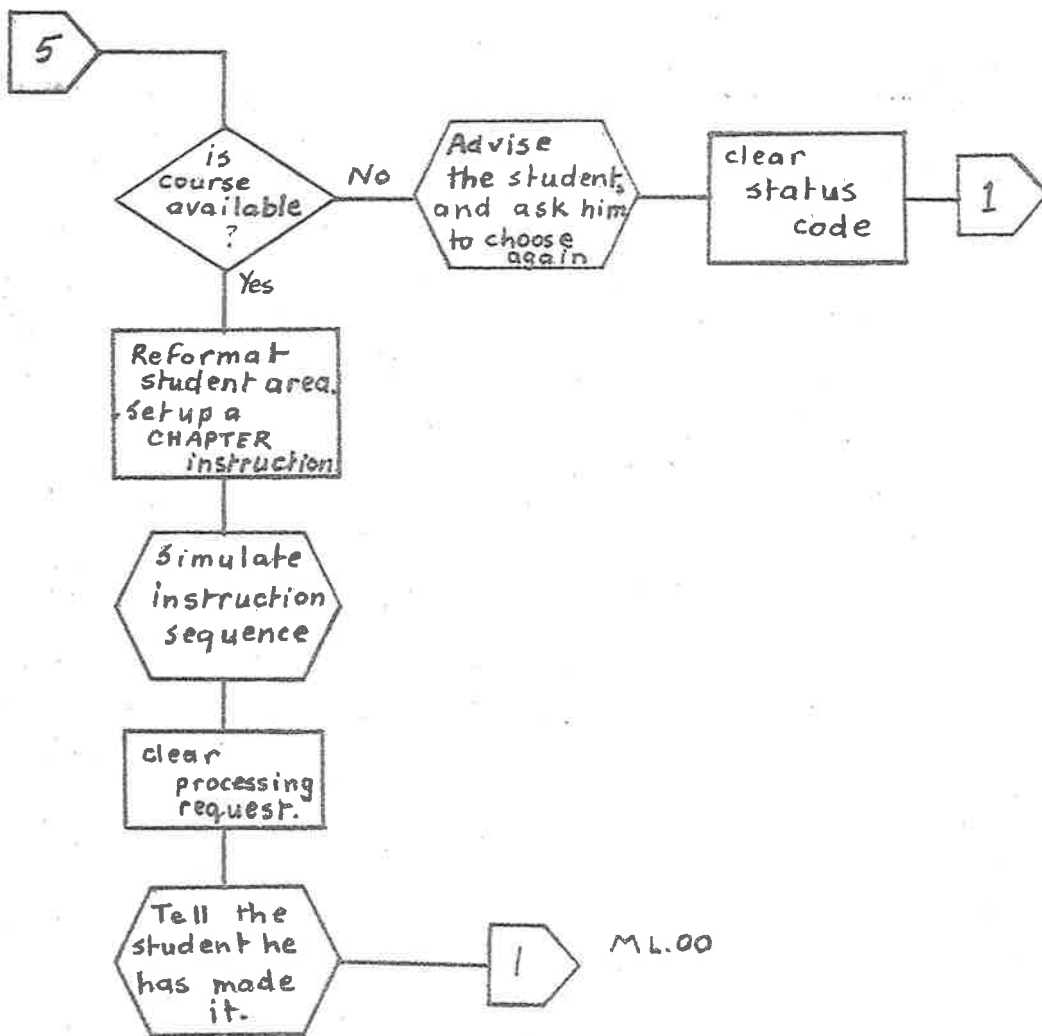 5
is
course
available
?
No
Advise
the student,
and ask him
to choose
again
clear
status
code
1
Yes
Reformat
student area.
setup a
CHAPTER
instruction
Simulate
instruction
sequence
clear
processing
request.
Tell the
student he
has made
it.
1
ML.00